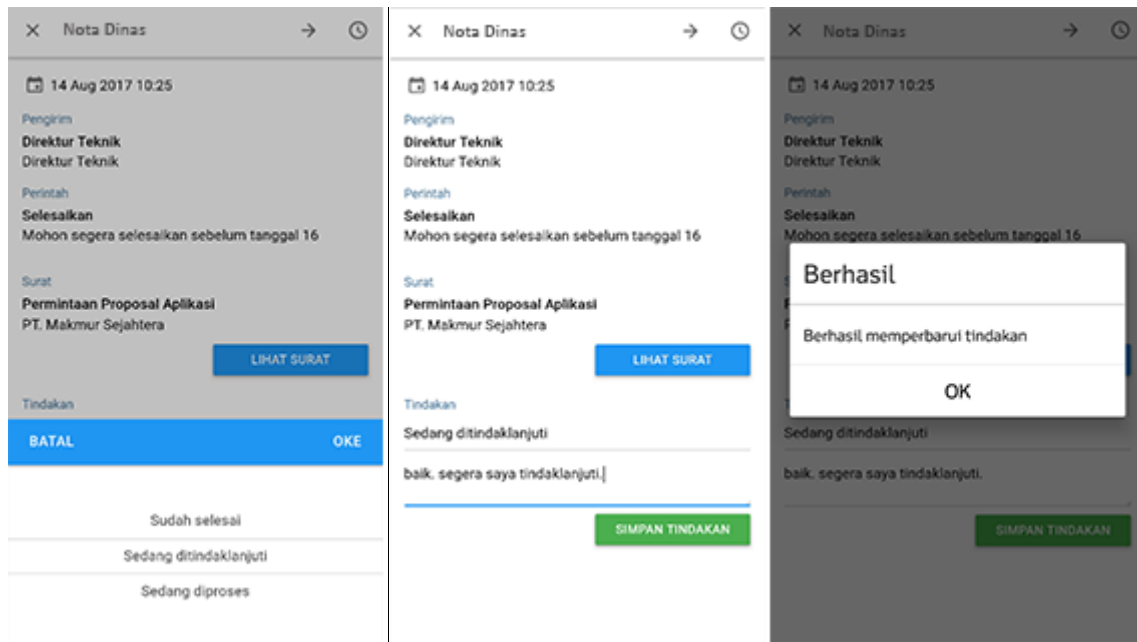 Nota Dinas
14 Aug 2017 10:25
Pengirim
Direktur Teknik
Direktur Teknik
Perintah
Selesaikan
Mohon segera selesaikan sebelum tanggal 16
Surat
Permintaan Proposal Aplikasi
PT. Makmur Sejahtera
LIHAT SURAT
Tindakan
BATAL OKE
Sudah selesai
Sedang ditindaklanjuti
Sedang diproses
Nota Dinas
14 Aug 2017 10:25
Pengirim
Direktur Teknik
Direktur Teknik
Perintah
Selesaikan
Mohon segera selesaikan sebelum tanggal 16
Surat
Permintaan Proposal Aplikasi
PT. Makmur Sejahtera
LIHAT SURAT
Tindakan
Sedang ditindaklanjuti
baik. segera saya tindaklanjuti.
SIMPAN TINDAKAN
Nota Dinas
14 Aug 2017 10:25
Pengirim
Direktur Teknik
Direktur Teknik
Perintah
Selesaikan
Mohon segera selesaikan sebelum tanggal 16
Berhasil
Berhasil memperbarui tindakan
OK
Sedang ditindaklanjuti
baik. segera saya tindaklanjuti.
SIMPAN TINDAKAN